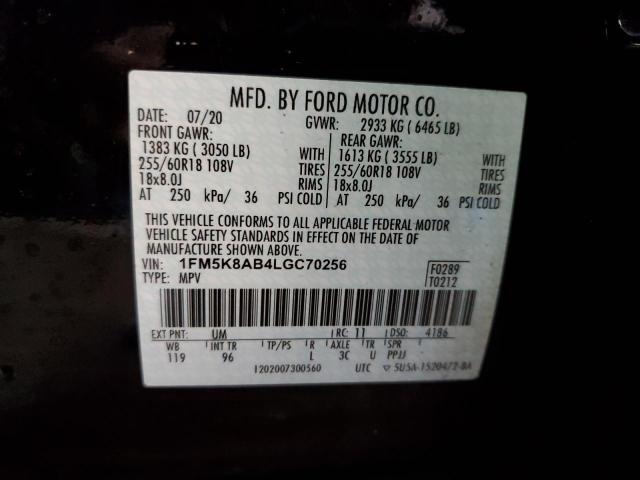 MFD. BY FORD MOTOR CO.
DATE: 07/20 GVWR: 2933 KG ( 6465 LB)
FRONT GAWR: REAR GAWR:
1383 KG ( 3050 LB) WITH 1613 KG ( 3555 LB) WITH
255/60R18 108V TIRES 255/60R18 108V TIRES
18x8.0J RIMS 18x8.0J RIMS
AT 250 kPa/ 36 PSI COLD AT 250 kPa/ 36 PSI COLD
THIS VEHICLE CONFORMS TO ALL APPLICABLE FEDERAL MOTOR
VEHICLE SAFETY STANDARDS IN EFFECT ON THE DATE OF
MANUFACTURE SHOWN ABOVE.
VIN: 1FM5K8AB4LGC70256 F0289
TYPE: MPV T0212
EXT PNT: UM RC: 11 DSO: 4186
WB INT TR TP/PS R AXLE TR SPR
119 96 L 3C U PPJJ
1202007300560 UTC ▽ 5U5A-1520472-BA